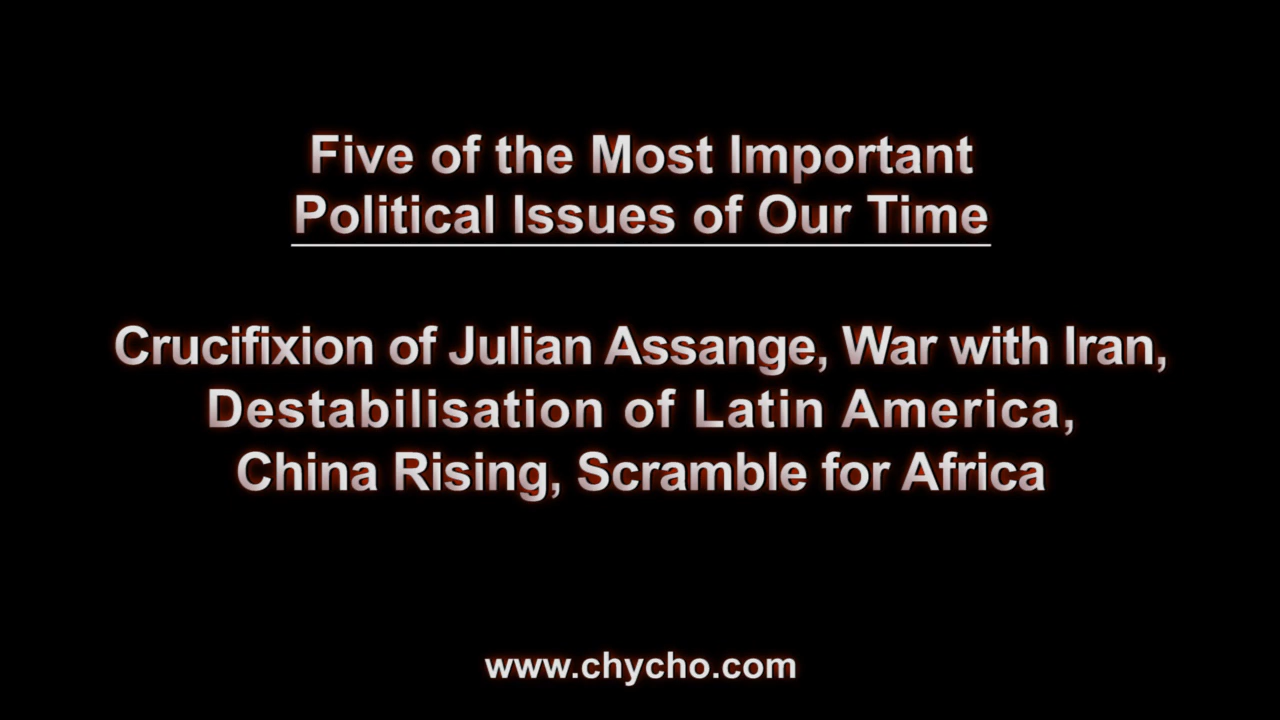 Five of the Most Important
Political Issues of Our Time
Crucifixion of Julian Assange, War with Iran,
Destabilisation of Latin America,
China Rising, Scramble for Africa
www.chycho.com